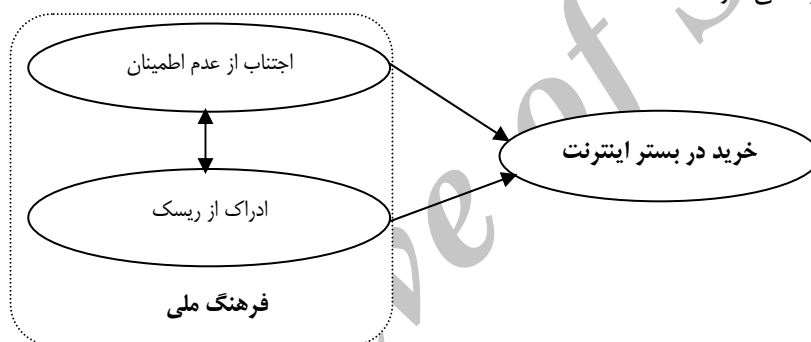 اجتناب از عدم اطمینان
خرید در بستر اینترنت
ادراک از ریسک
فرهنگ ملی